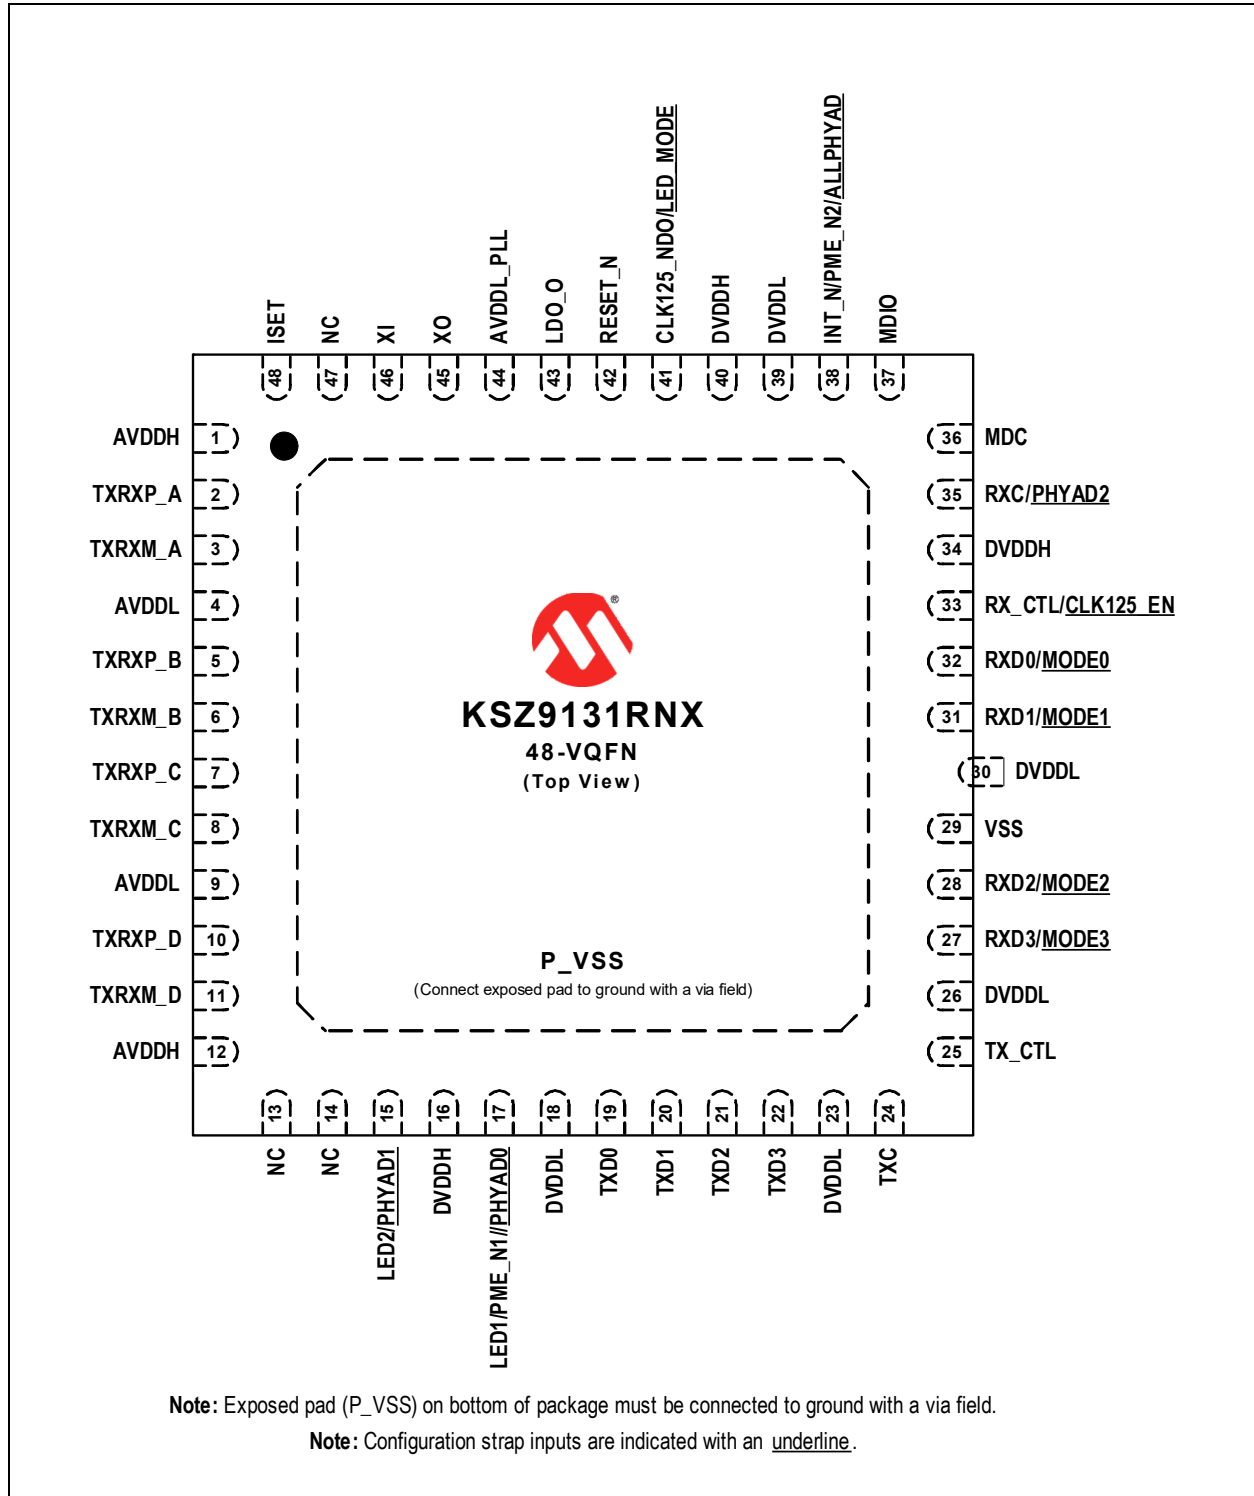 ISET
NC
XI
XO
AVDDL_PLL
LDO_O
RESET_N
CLK125_NDO/LED_MODE
DVDDH
DVDDL
INT_N/PME_N2/ALLPHYAD
MDIO
48
47
46
45
44
43
42
41
40
39
38
37
AVDDH 1
TXRXP_A 2
TXRXM_A 3
AVDDL 4
TXRXP_B 5
TXRXM_B 6
TXRXP_C 7
TXRXM_C 8
AVDDL 9
TXRXP_D 10
TXRXM_D 11
AVDDH 12
36 MDC
35 RXC/PHYAD2
34 DVDDH
33 RX_CTL/CLK125_EN
32 RXD0/MODE0
31 RXD1/MODE1
30 DVDDL
29 VSS
28 RXD2/MODE2
27 RXD3/MODE3
26 DVDDL
25 TX_CTL
®
KSZ9131RNX
48-VQFN
(Top View)
P_VSS
(Connect exposed pad to ground with a via field)
13
14
15
16
17
18
19
20
21
22
23
24
NC
NC
LED2/PHYAD1
DVDDH
LED1/PME_N1//PHYAD0
DVDDL
TXD0
TXD1
TXD2
TXD3
DVDDL
TXC
Note: Exposed pad (P_VSS) on bottom of package must be connected to ground with a via field.
Note: Configuration strap inputs are indicated with an underline.